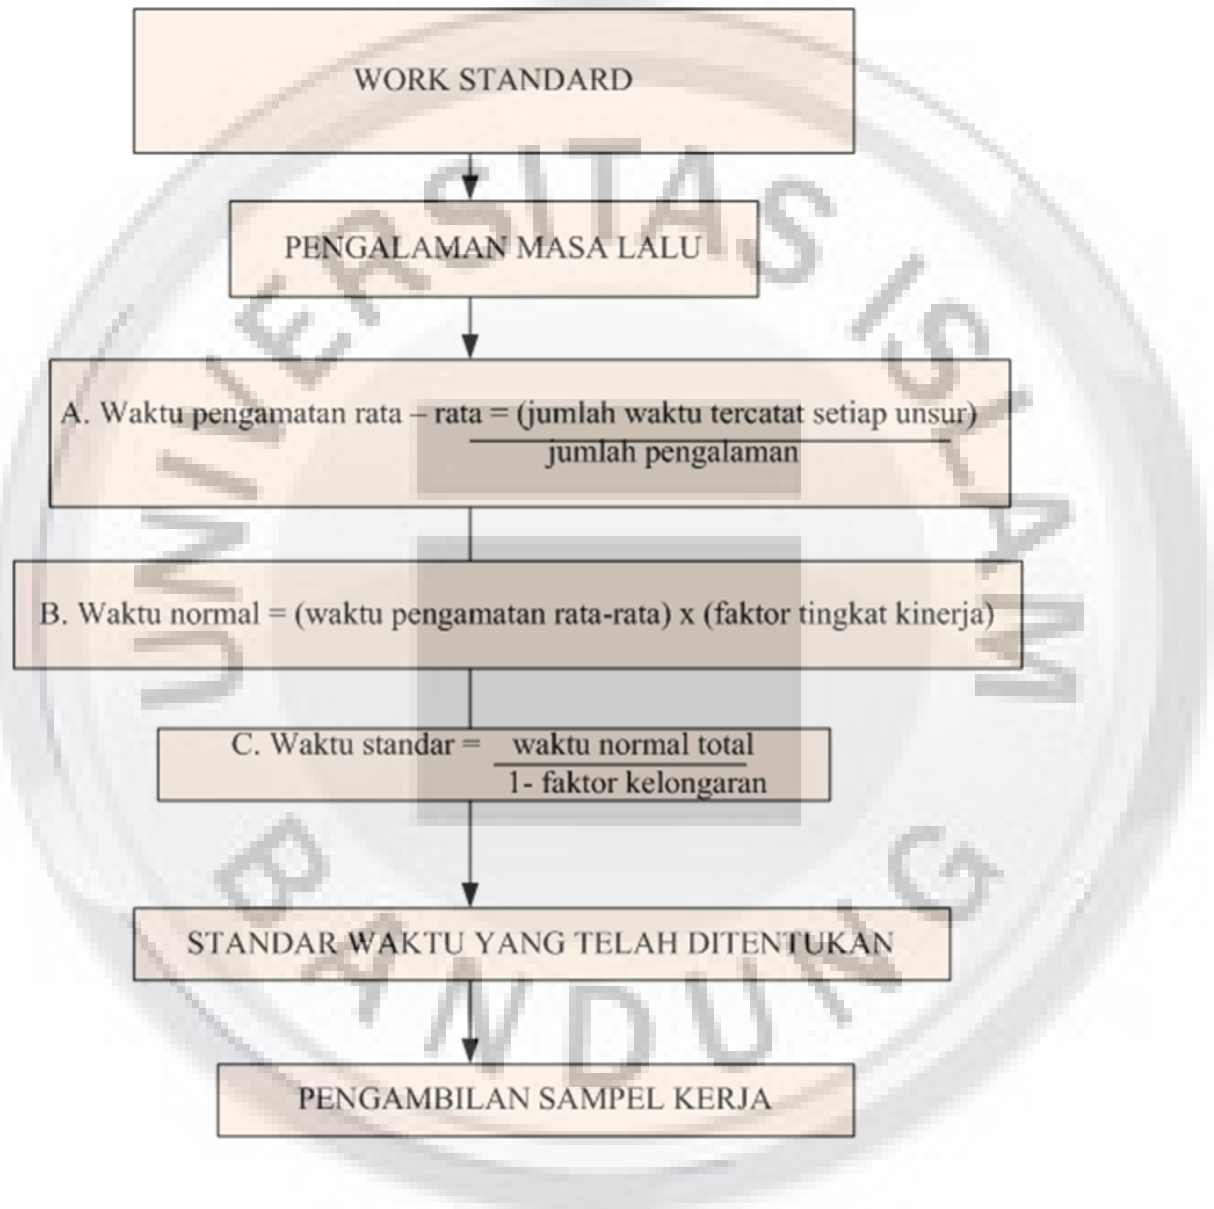 WORK STANDARD
PENGALAMAN MASA LALU
A. Waktu pengamatan rata – rata = (jumlah waktu tercatat setiap unsur)
jumlah pengalaman
B. Waktu normal = (waktu pengamatan rata-rata) x (faktor tingkat kinerja)
C. Waktu standar = waktu normal total
1- faktor kelongaran
STANDAR WAKTU YANG TELAH DITENTUKAN
PENGAMBILAN SAMPEL KERJA
UNIVERSITAS ISLAM
BANDUNG